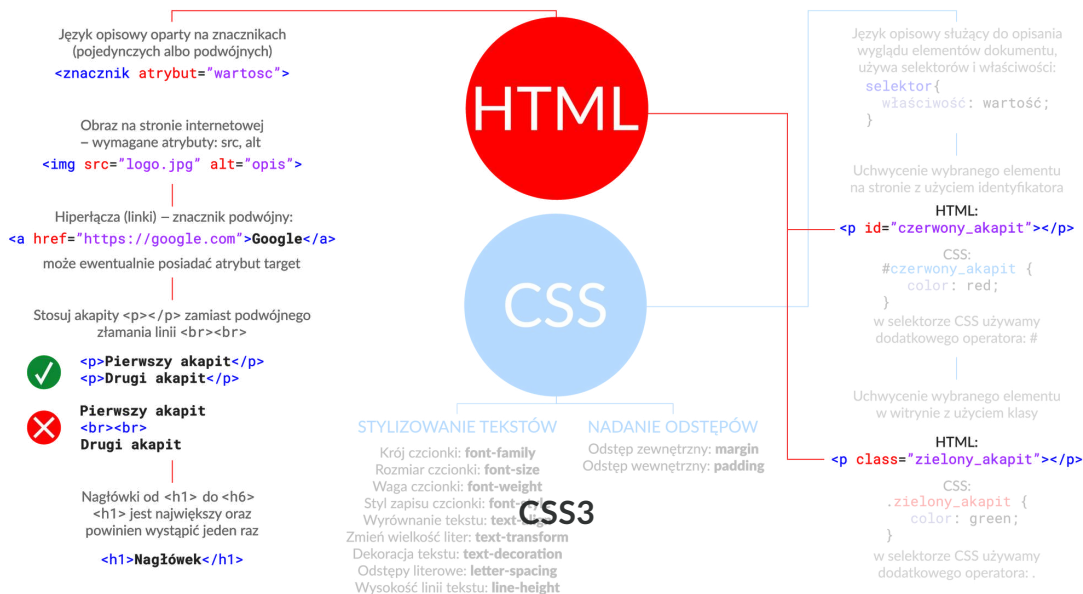 Język opisowy oparty na znacznikach
(pojedynczych albo podwójnych)
<znacznik atrybut=”wartosc”>
Obraz na stronie internetowej
– wymagane atrybuty: src, alt
<img src=”logo.jpg” alt=”opis”>
Hiperłącza (linki) – znacznik podwójny:
<a href=”https://google.com”>Google</a>
może ewentualnie posiadać atrybut target
Stosuj akapity <p></p> zamiast podwójnego
złamania linii <br><br>
<p>Pierwszy akapit</p>
<p>Drugi akapit</p>
Pierwszy akapit
<br><br>
Drugi akapit
Nagłówki od <h1> do <h6>
<h1> jest największy oraz
powinien wystąpić jeden raz
<h1>Nagłówek</h1>
HTML
CSS
STYLIZOWANIE TEKSTÓW
Krój czcionki: font-family
Rozmiar czcionki: font-size
Waga czcionki: font-weight
Styl zapisu czcionki: font-style
Wyrównanie tekstu: text-align
Zmień wielkość liter: text-transform
Dekoracja tekstu: text-decoration
Odstępy literowe: letter-spacing
Wysokość linii tekstu: line-height
CSS3
NADANIE ODSTĘPÓW
Odstęp zewnętrzny: margin
Odstęp wewnętrzny: padding
Język opisowy służący do opisania
wyglądu elementów dokumentu,
używa selektorów i właściwości:
selektor{
właściwość: wartość;
}
Uchwycenie wybranego elementu
na stronie z użyciem identyfikatora
HTML:
<p id=”czerwony_akapit”></p>
CSS:
#czerwony_akapit {
color: red;
}
w selektorze CSS używamy
dodatkowego operatora: #
Uchwycenie wybranego elementu
w witrynie z użyciem klasy
HTML:
<p class=”zielony_akapit”></p>
CSS:
.zielony_akapit {
color: green;
}
w selektorze CSS używamy
dodatkowego operatora: .